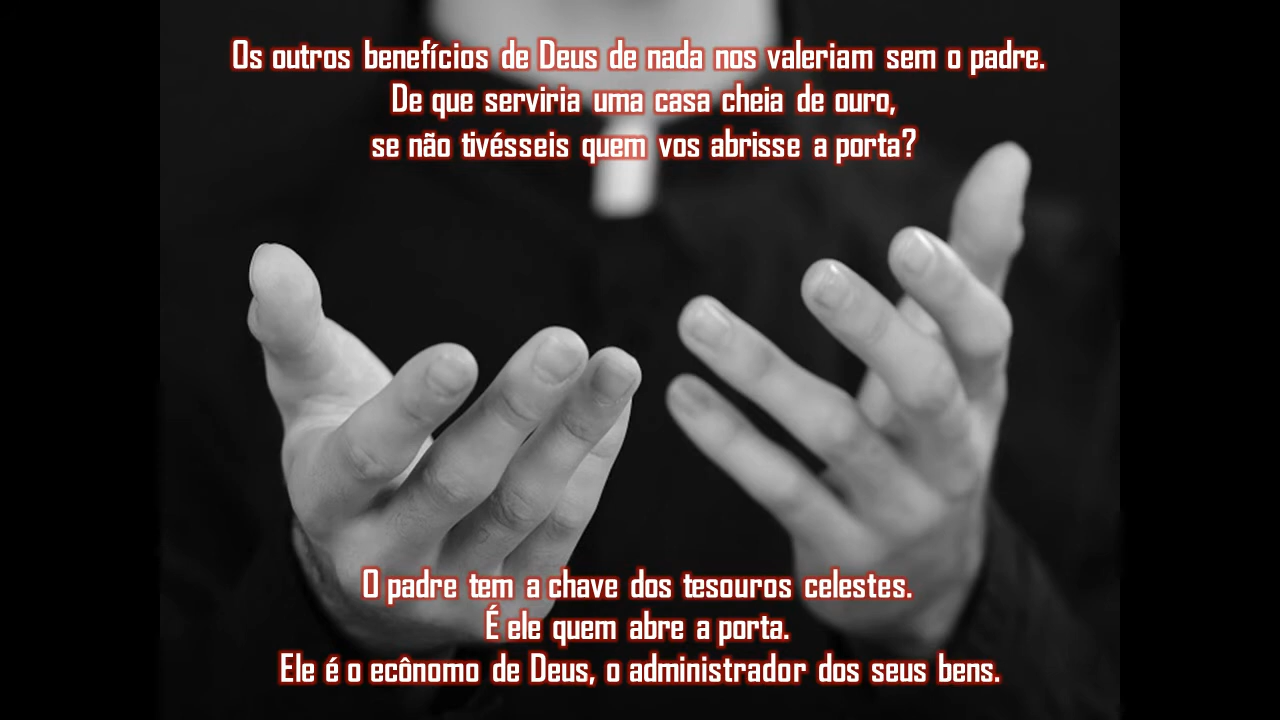 Os outros benefícios de Deus de nada nos valeriam sem o padre.
De que serviria uma casa cheia de ouro,
se não tivésseis quem vos abrisse a porta?
O padre tem a chave dos tesouros celestes.
É ele quem abre a porta.
Ele é o ecônomo de Deus, o administrador dos seus bens.